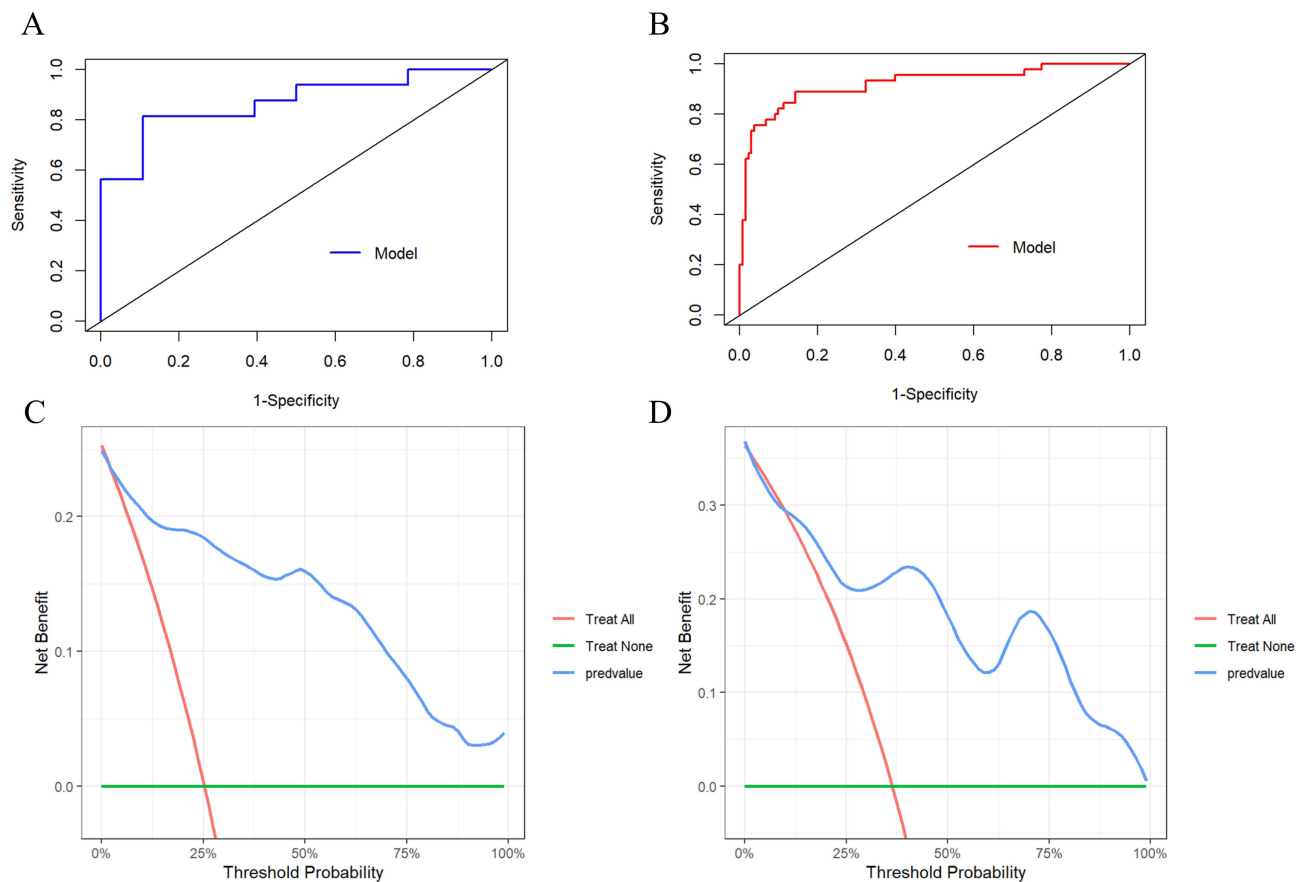 A
Sensitivity
1.0
0.8
0.6
0.4
0.2
0.0
Model
0.0 0.2 0.4 0.6 0.8 1.0
1-Specificity
B
Sensitivity
1.0
0.8
0.6
0.4
0.2
0.0
Model
0.0 0.2 0.4 0.6 0.8 1.0
1-Specificity
C
Net Benefit
0.2
0.1
0.0
0% 25% 50% 75% 100%
Threshold Probability
Treat All
Treat None
predvalue
D
Net Benefit
0.3
0.2
0.1
0.0
0% 25% 50% 75% 100%
Threshold Probability
Treat All
Treat None
predvalue